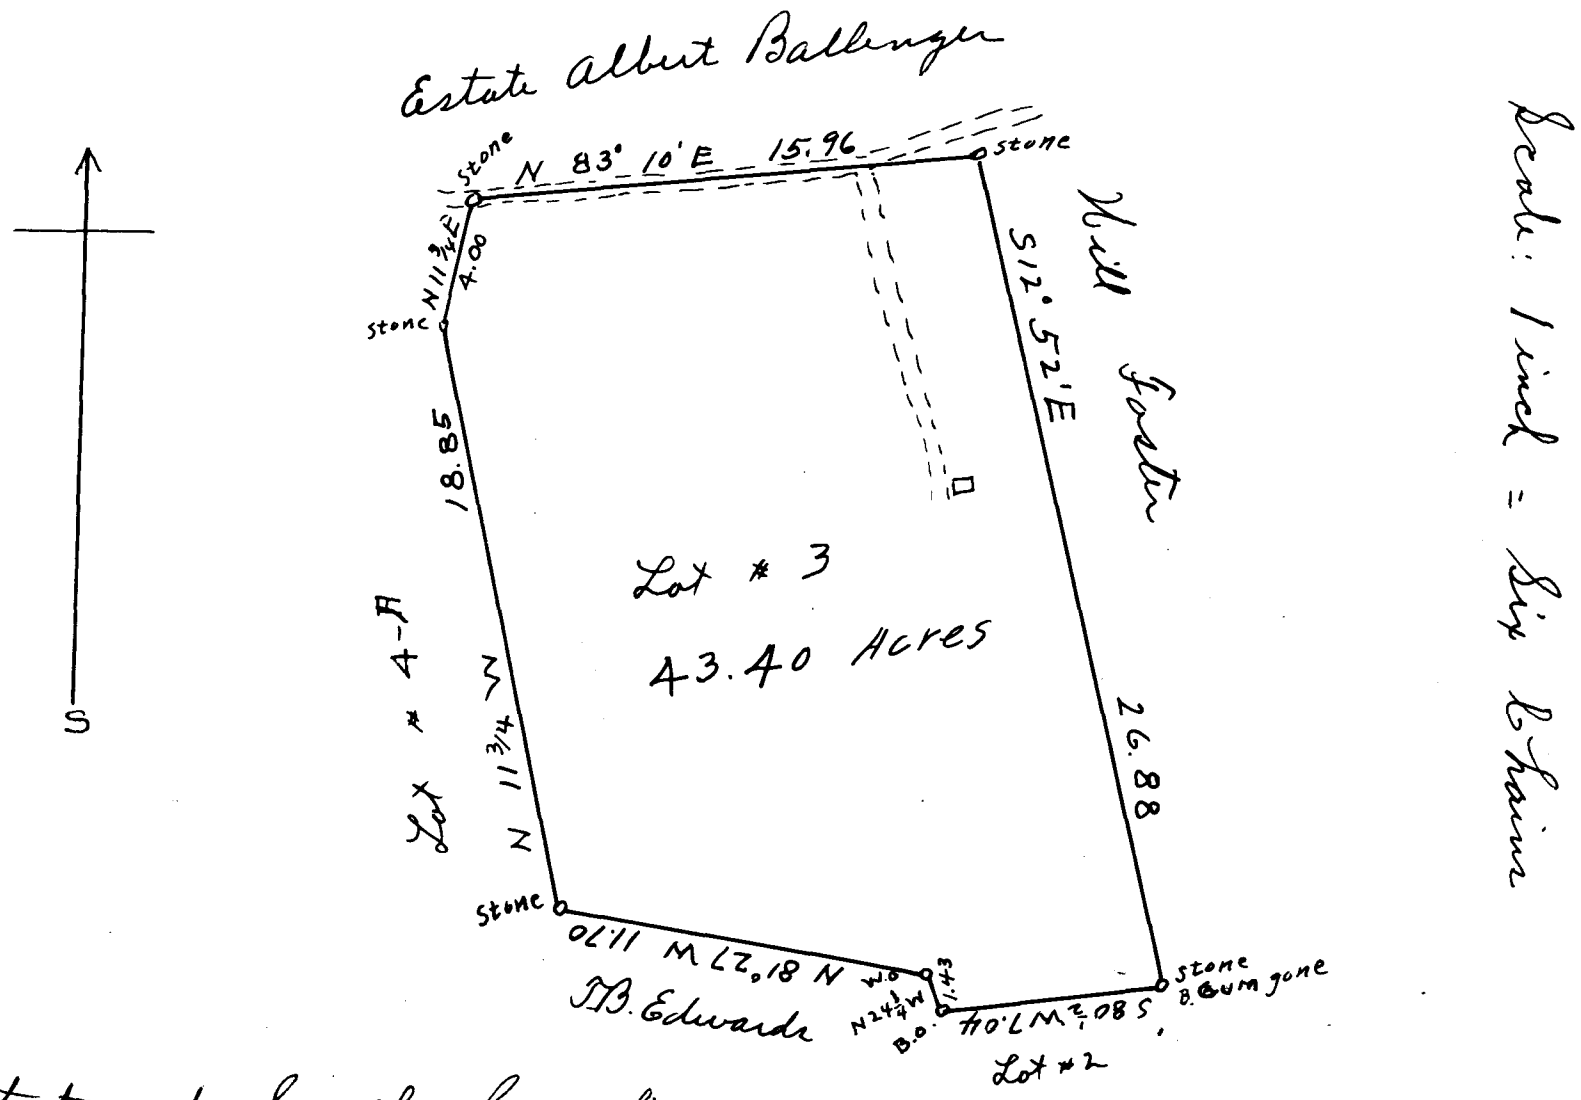 Estate Albert Ballenger
stone
N 83° 10' E 15.96
stone
N 11 3/4 E
4.00
stone
Will Foster
S 12° 52' E
26.88
Scale: 1 inch = Six Chains
S
18.85
N 11 3/4 W
Lot # 4-A
Lot # 3
43.40 Acres
stone
N 81° 27 W 11.70
W.O
1.43
N 24 1/4 W
B.O.
S 80 1/2 W 7.04
stone
B. Gum gone
T.B. Edwards
Lot # 2